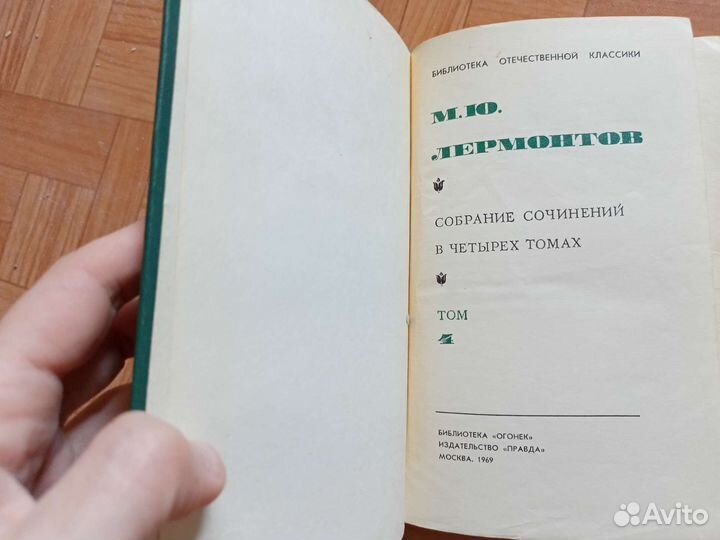 БИБЛИОТЕКА ОТЕЧЕСТВЕННОЙ КЛАССИКИ
М.Ю.
ЛЕРМОНТОВ
СОБРАНИЕ СОЧИНЕНИЙ
В ЧЕТЫРЕХ ТОМАХ
ТОМ
4
БИБЛИОТЕКА «ОГОНЕК»
ИЗДАТЕЛЬСТВО «ПРАВДА»
МОСКВА. 1969
Avito